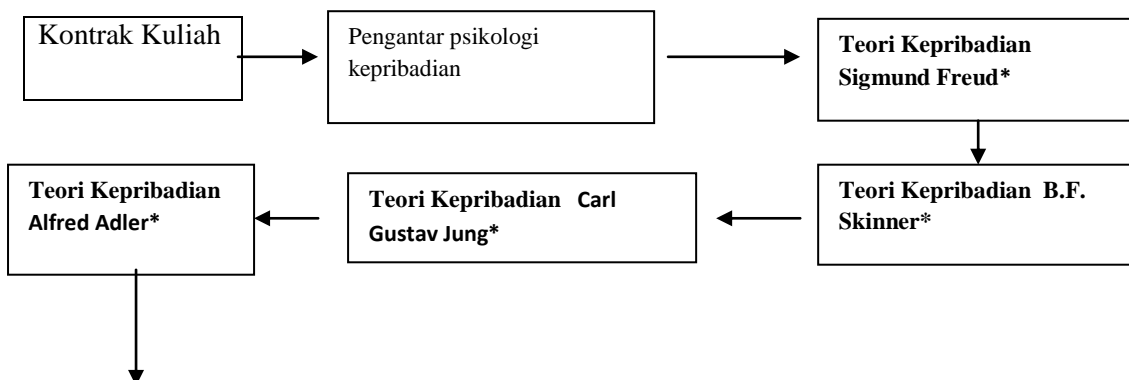 Kontrak Kuliah
Pengantar psikologi
kepribadian
Teori Kepribadian
Sigmund Freud*
Teori Kepribadian B.F.
Skinner*
Teori Kepribadian Carl
Gustav Jung*
Teori Kepribadian
Alfred Adler*